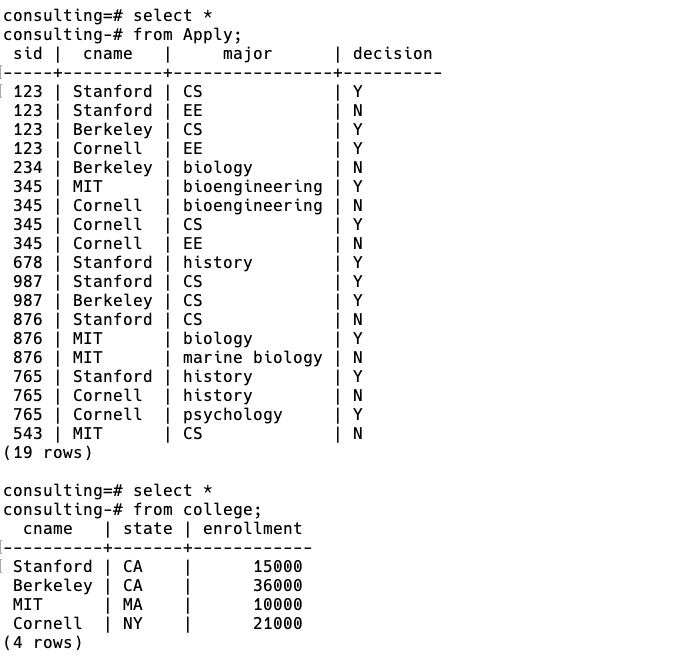 consulting=# select *
consulting-# from Apply;
 sid |  cname   |     major      | decision
-----+----------+----------------+----------
 123 | Stanford | CS             | Y
 123 | Stanford | EE             | N
 123 | Berkeley | CS             | Y
 123 | Cornell  | EE             | Y
 234 | Berkeley | biology        | N
 345 | MIT      | bioengineering | Y
 345 | Cornell  | bioengineering | N
 345 | Cornell  | CS             | Y
 345 | Cornell  | EE             | N
 678 | Stanford | history        | Y
 987 | Stanford | CS             | Y
 987 | Berkeley | CS             | Y
 876 | Stanford | CS             | N
 876 | MIT      | biology        | Y
 876 | MIT      | marine biology | N
 765 | Stanford | history        | Y
 765 | Cornell  | history        | N
 765 | Cornell  | psychology     | Y
 543 | MIT      | CS             | N
(19 rows)

consulting=# select *
consulting-# from college;
  cname   | state | enrollment
----------+-------+------------
 Stanford | CA    |      15000
 Berkeley | CA    |      36000
 MIT      | MA    |      10000
 Cornell  | NY    |      21000
(4 rows)